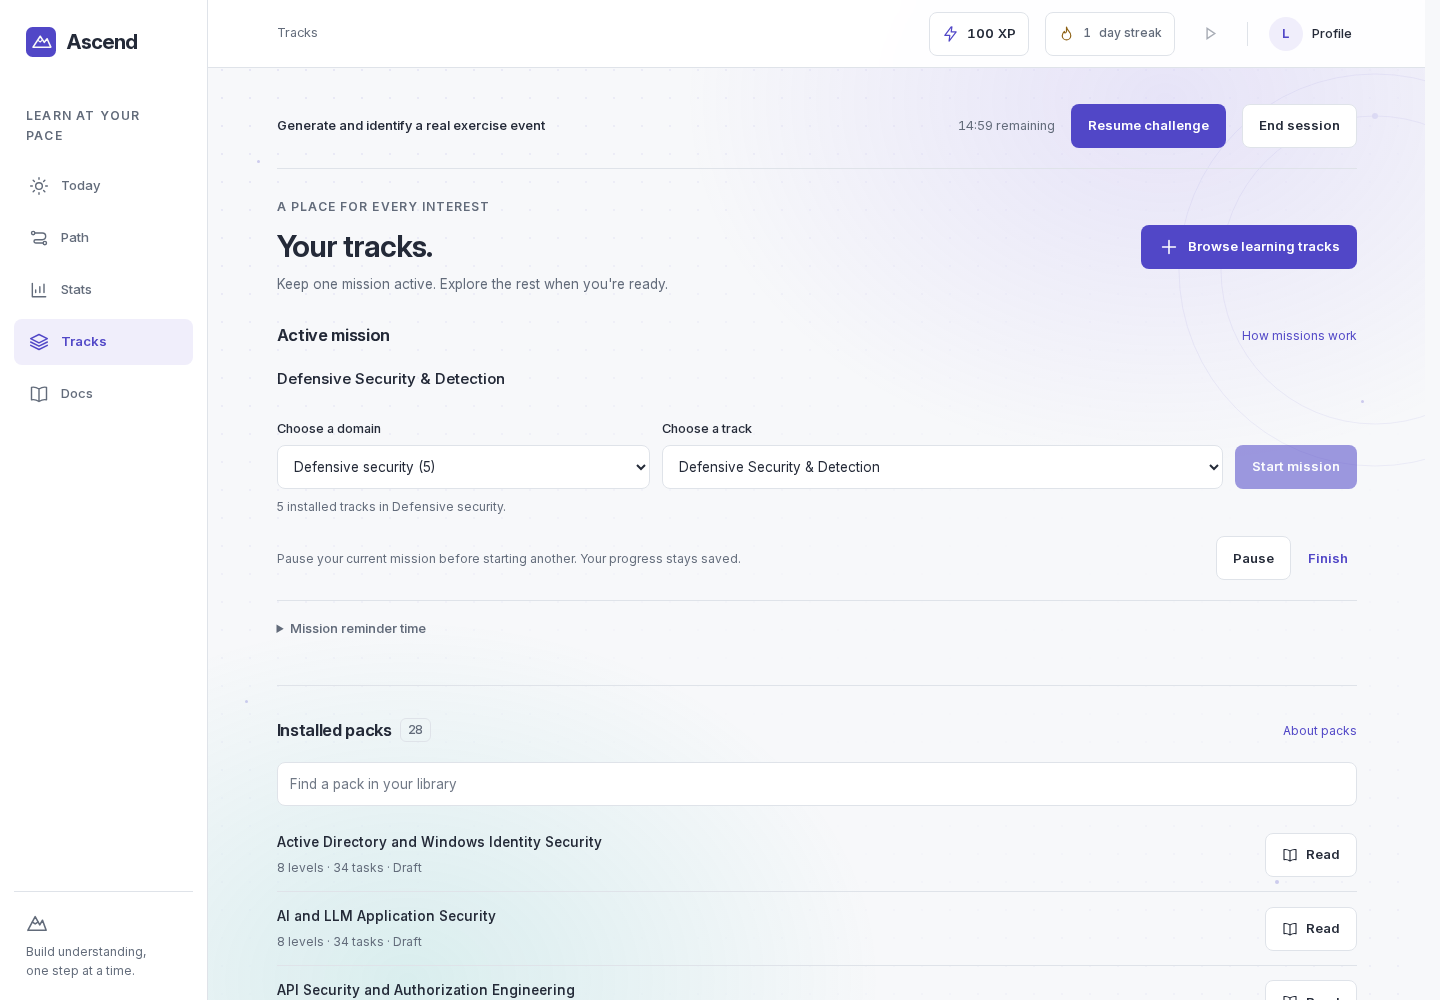 Ascend
LEARN AT YOUR
PACE
Today
Path
Stats
Tracks
Docs
Build understanding,
one step at a time.
Tracks
100 XP
1 day streak
L
Profile
Generate and identify a real exercise event
14:59 remaining
Resume challenge
End session
A PLACE FOR EVERY INTEREST
Your tracks.
Browse learning tracks
Keep one mission active. Explore the rest when you're ready.
Active mission
How missions work
Defensive Security & Detection
Choose a domain
Choose a track
Defensive security (5)
Defensive Security & Detection
Start mission
5 installed tracks in Defensive security.
Pause your current mission before starting another. Your progress stays saved.
Pause
Finish
Mission reminder time
Installed packs 28
About packs
Find a pack in your library
Active Directory and Windows Identity Security
8 levels · 34 tasks · Draft
Read
AI and LLM Application Security
8 levels · 34 tasks · Draft
Read
API Security and Authorization Engineering
Read